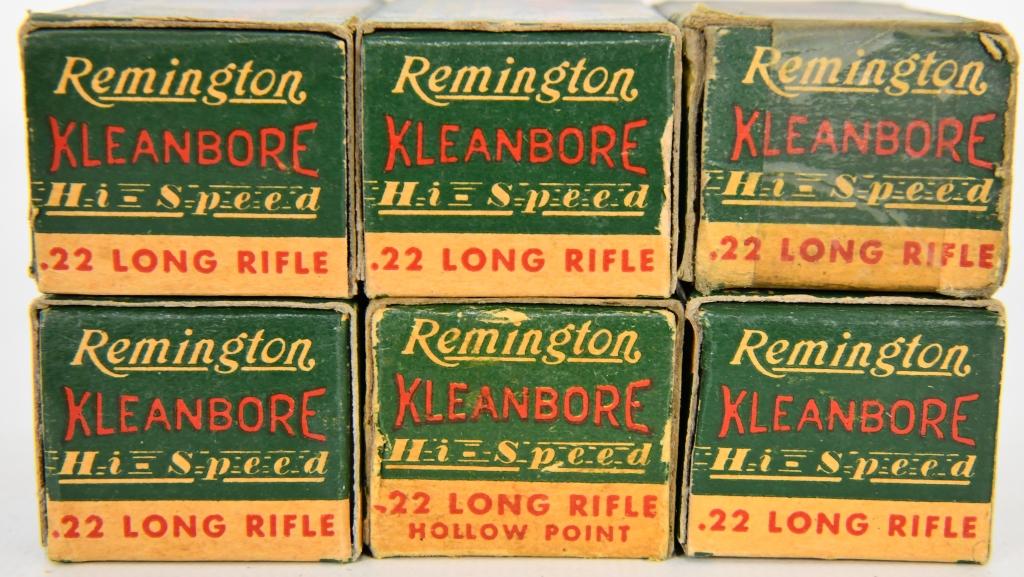 Remington
KLEANBORE
Hi-Speed
.22 LONG RIFLE
Remington
KLEANBORE
Hi-Speed
.22 LONG RIFLE
Remington
KLEANBORE
Hi-Speed
.22 LONG RIFLE
Remington
KLEANBORE
Hi-Speed
.22 LONG RIFLE
Remington
KLEANBORE
Hi-Speed
.22 LONG RIFLE
HOLLOW POINT
Remington
KLEANBORE
Hi-Speed
.22 LONG RIFLE